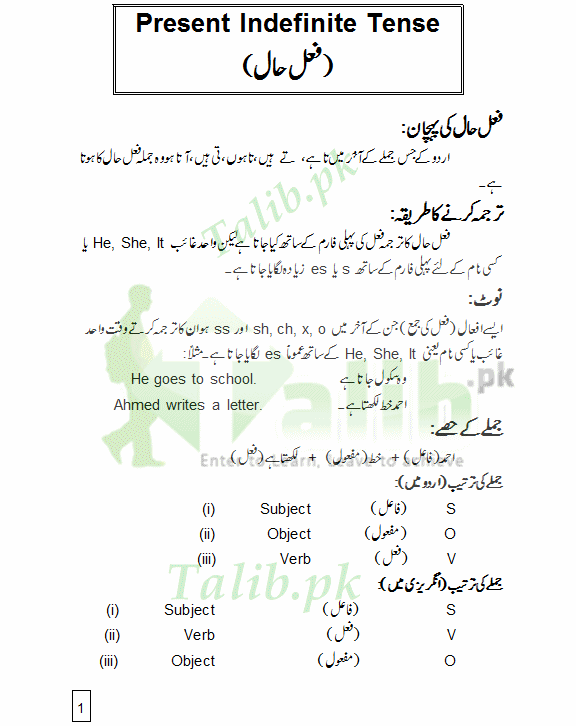 Present Indefinite Tense
(فعل حال)
فعل حال کی پہچان:
اردو کے جس جملے کے آخر میں تا ہے، تے ہیں، تا ہوں، تی ہیں، آتا ہو وہ جملہ فعل حال کا ہوتا
ہے۔
ترجمہ کرنے کا طریقہ:
فعل حال کا ترجمہ فعل کی پہلی فارم کے ساتھ کیا جاتا ہے لیکن واحد غائب He, She, It یا
کسی نام کے لئے پہلی فارم کے ساتھ s یا es زیادہ لگایا جاتا ہے۔
نوٹ:
ایسے افعال (فعل کی جمع) جن کے آخر میں sh, ch, x, o اور ss ہو ان کا ترجمہ کرتے وقت واحد
غائب یا کسی نام یعنی He, She, It کے ساتھ عموماً es لگایا جاتا ہے۔ مثلاً:
He goes to school. وہ سکول جاتا ہے
Ahmed writes a letter. احمد خط لکھتا ہے۔
جملے کے حصے:
احمد (فاعل) + خط (مفعول) + لکھتا ہے (فعل)
جملے کی ترتیب (اردو میں):
(i) Subject (فاعل) S
(ii) Object (مفعول) O
(iii) Verb (فعل) V
جملے کی ترتیب (انگریزی میں):
(i) Subject (فاعل) S
(ii) Verb (فعل) V
(iii) Object (مفعول) O
1
Talib.pk
Talib.pk
Enter to Learn, Leave to achieve
Talib.pk